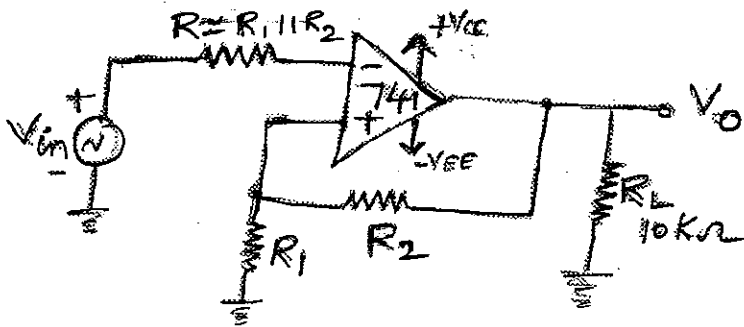 R ≃ R1 || R2
+VCC
-
741
+
-VEE
+
Vin
~
-
VO
R2
R1
RL
10KΩ